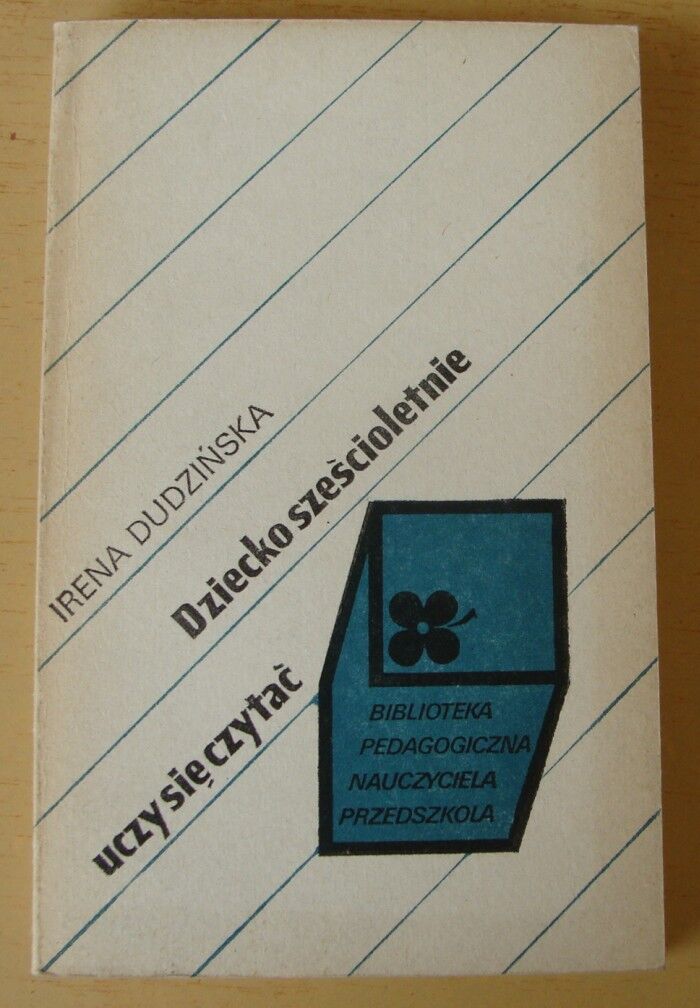 IRENA DUDZIŃSKA
Dziecko sześcioletnie
uczy się czytać
BIBLIOTEKA
PEDAGOGICZNA
NAUCZYCIELA
PRZEDSZKOLA